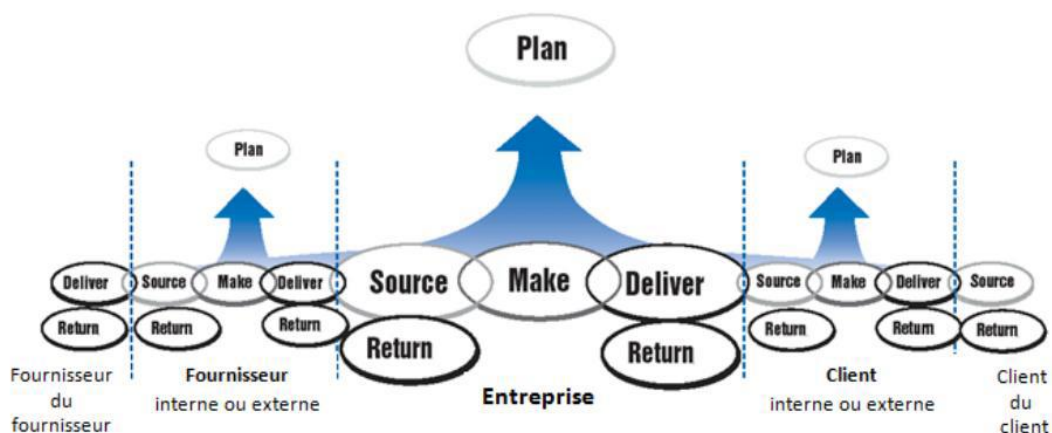 Plan
Plan
Plan
Deliver
Source
Make
Deliver
Source
Make
Deliver
Source
Make
Deliver
Source
Return
Return
Return
Return
Return
Return
Return
Return
Fournisseur
du
fournisseur
Fournisseur
interne ou externe
Entreprise
Client
interne ou externe
Client
du
client